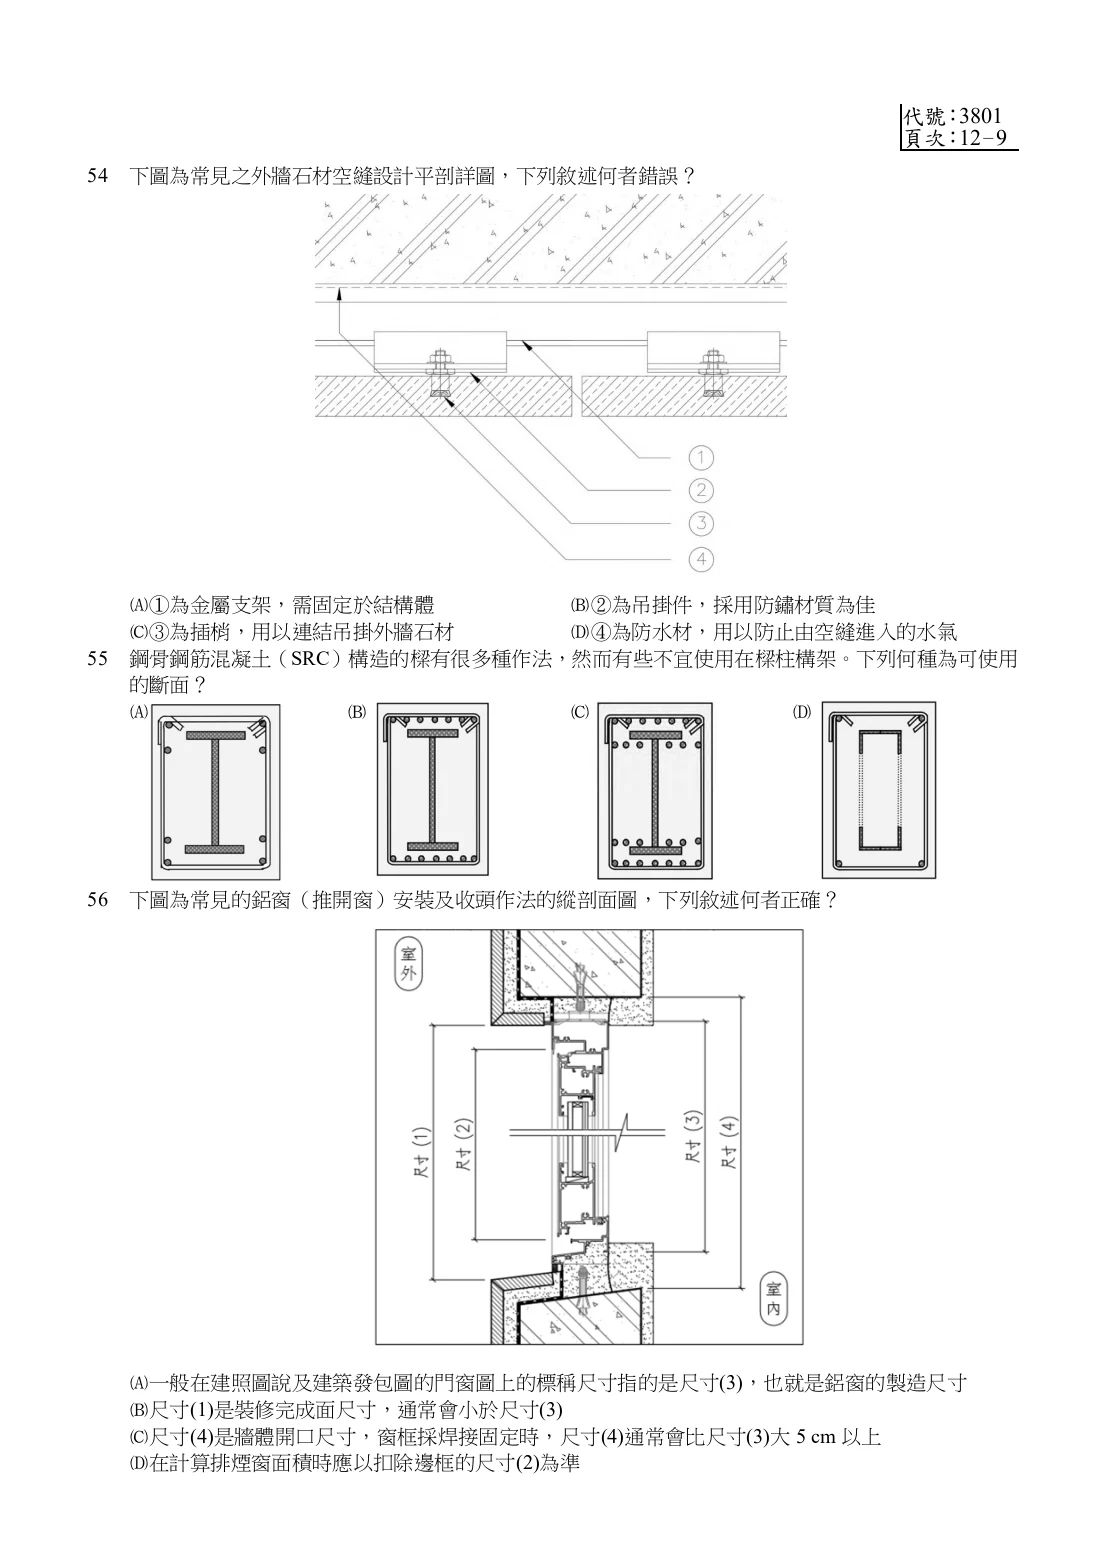 代號：3801
頁次：12－9
54 下圖為常見之外牆石材空縫設計平剖詳圖，下列敘述何者錯誤？
①
②
③
④
(A)①為金屬支架，需固定於結構體 (B)②為吊掛件，採用防鏽材質為佳
(C)③為插梢，用以連結吊掛外牆石材 (D)④為防水材，用以防止由空縫進入的水氣
55 鋼骨鋼筋混凝土（SRC）構造的樑有很多種作法，然而有些不宜使用在樑柱構架。下列何種為可使用
的斷面？
(A) (B) (C) (D)
56 下圖為常見的鋁窗（推開窗）安裝及收頭作法的縱剖面圖，下列敘述何者正確？
室外
尺寸(1)
尺寸(2)
尺寸(3)
尺寸(4)
室內
(A)一般在建照圖說及建築發包圖的門窗圖上的標稱尺寸指的是尺寸(3)，也就是鋁窗的製造尺寸
(B)尺寸(1)是裝修完成面尺寸，通常會小於尺寸(3)
(C)尺寸(4)是牆體開口尺寸，窗框採焊接固定時，尺寸(4)通常會比尺寸(3)大 5 cm 以上
(D)在計算排煙窗面積時應以扣除邊框的尺寸(2)為準